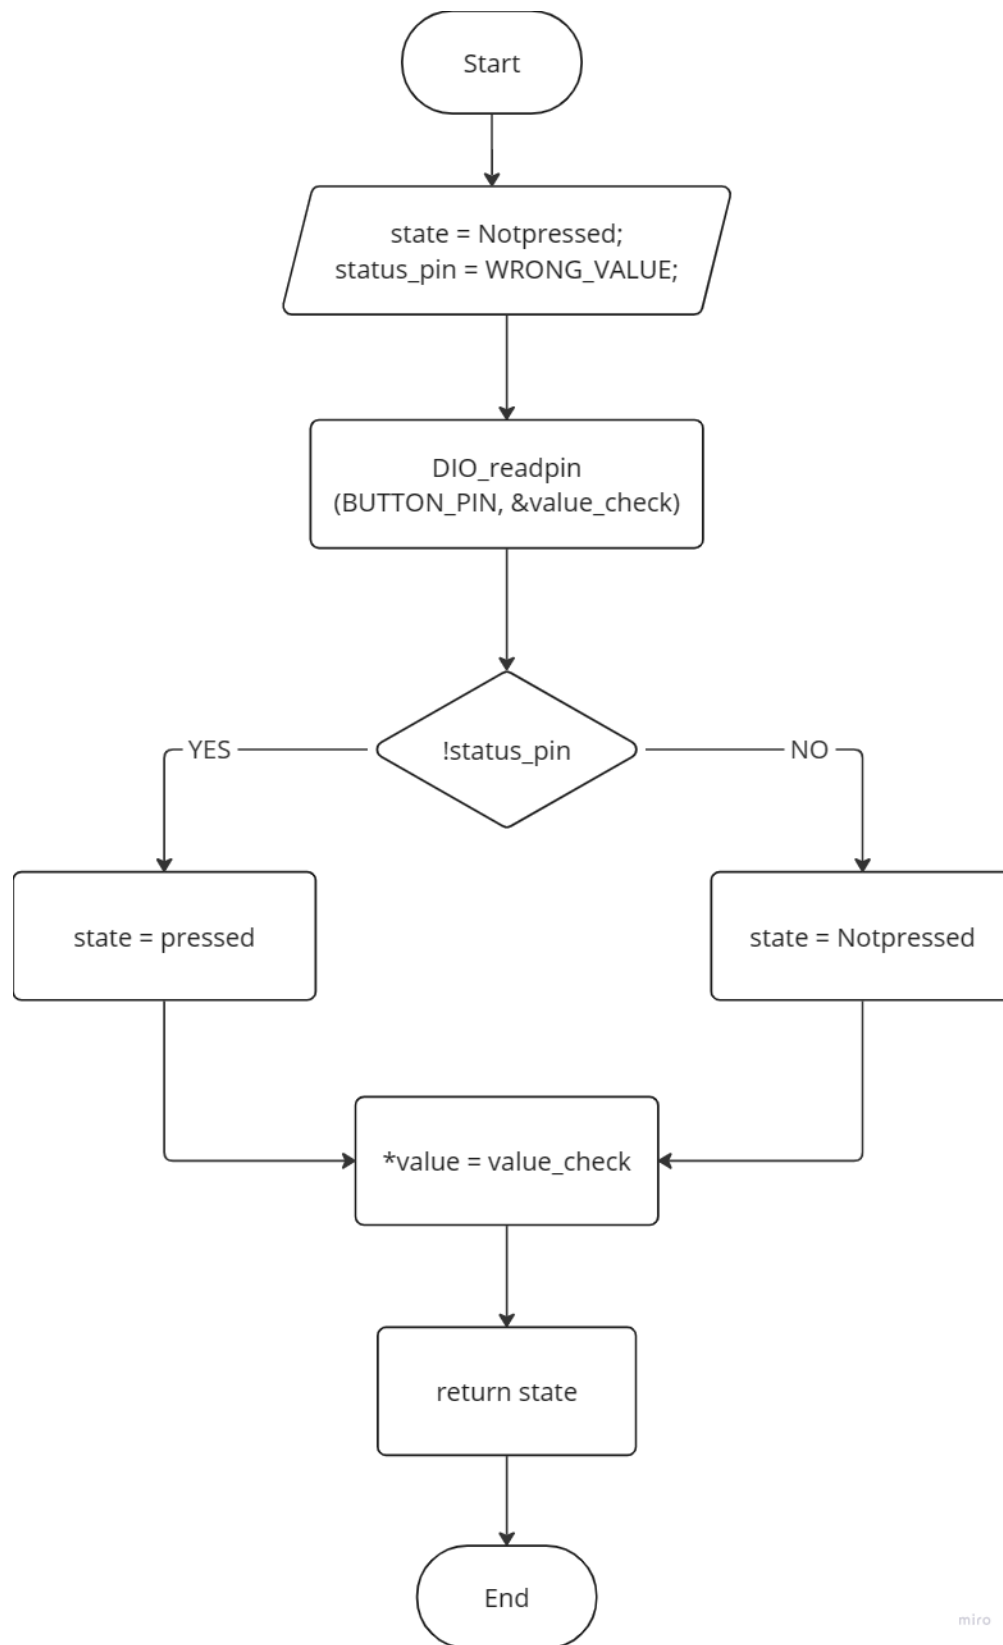 Start
state = Notpressed;
status_pin = WRONG_VALUE;
DIO_readpin
(BUTTON_PIN, &value_check)
!status_pin
YES
NO
state = pressed
state = Notpressed
*value = value_check
return state
End
miro